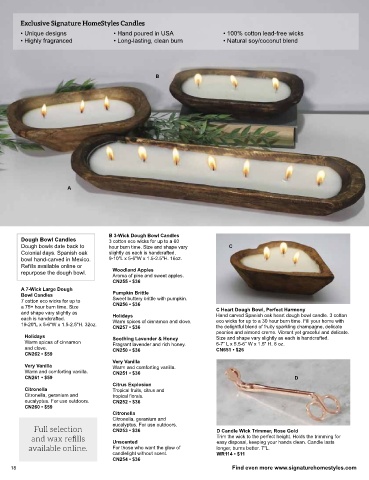 Exclusive Signature HomeStyles Candles
• Unique designs
• Highly fragranced
• Hand poured in USA
• Long-lasting, clean burn
• 100% cotton lead-free wicks
• Natural soy/coconut blend
B
A
Dough Bowl Candles
Dough bowls date back to
Colonial days. Spanish oak
bowl hand-carved in Mexico.
Refills available online or
repurpose the dough bowl.
A 7-Wick Large Dough
Bowl Candles
7 cotton eco wicks for up to
a 75+ hour burn time. Size
and shape vary slightly as
each is handcrafted.
19-20"L x 5-6"W x 1.5-2.5"H. 32oz.
Holidays
Warm spices of cinnamon
and clove.
CN262 • $59
Very Vanilla
Warm and comforting vanilla.
CN261 • $59
Citronella
Citronella, geranium and
eucalyptus. For use outdoors.
CN260 • $59
Full selection
and wax refills
available online.
B 3-Wick Dough Bowl Candles
3 cotton eco wicks for up to a 60
hour burn time. Size and shape vary
slightly as each is handcrafted.
9-10"L x 5-6"W x 1.5-2.5"H. 16oz.
Woodland Apples
Aroma of pine and sweet apples.
CN255 • $36
Pumpkin Brittle
Sweet buttery brittle with pumpkin.
CN256 • $36
Holidays
Warm spices of cinnamon and clove.
CN257 • $36
Soothing Lavender & Honey
Fragrant lavender and rich honey.
CN250 • $36
Very Vanilla
Warm and comforting vanilla.
CN251 • $36
Citrus Explosion
Tropical fruits, citrus and
tropical florals.
CN252 • $36
Citronella
Citronella, geranium and
eucalyptus. For use outdoors.
CN253 • $36
Unscented
For those who want the glow of
candlelight without scent.
CN254 • $36
C
C Heart Dough Bowl, Perfect Harmony
Hand carved Spanish oak heart dough bowl candle. 3 cotton
eco wicks for up to a 30 hour burn time. Fill your home with
the delightful blend of fruity sparkling champagne, delicate
peonies and almond creme. Vibrant yet graceful and delicate.
Size and shape vary slightly as each is handcrafted.
CN651 • $26
D
D Candle Wick Trimmer, Rose Gold
Trim the wick to the perfect height. Holds the trimming for
easy disposal, keeping your hands clean. Candle lasts
longer, burns better. 7"L.
WR114 • $11
18
Find even more www.signaturehomestyles.com